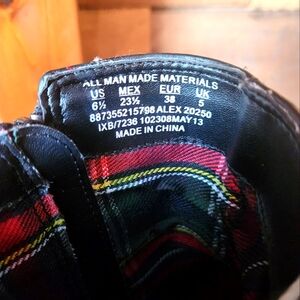 ALL MAN MADE MATERIALS
US MEX EUR UK
6½ 23½ 38 5
887355215798 ALEX 20250
IXB/7236 102308MAY13
MADE IN CHINA